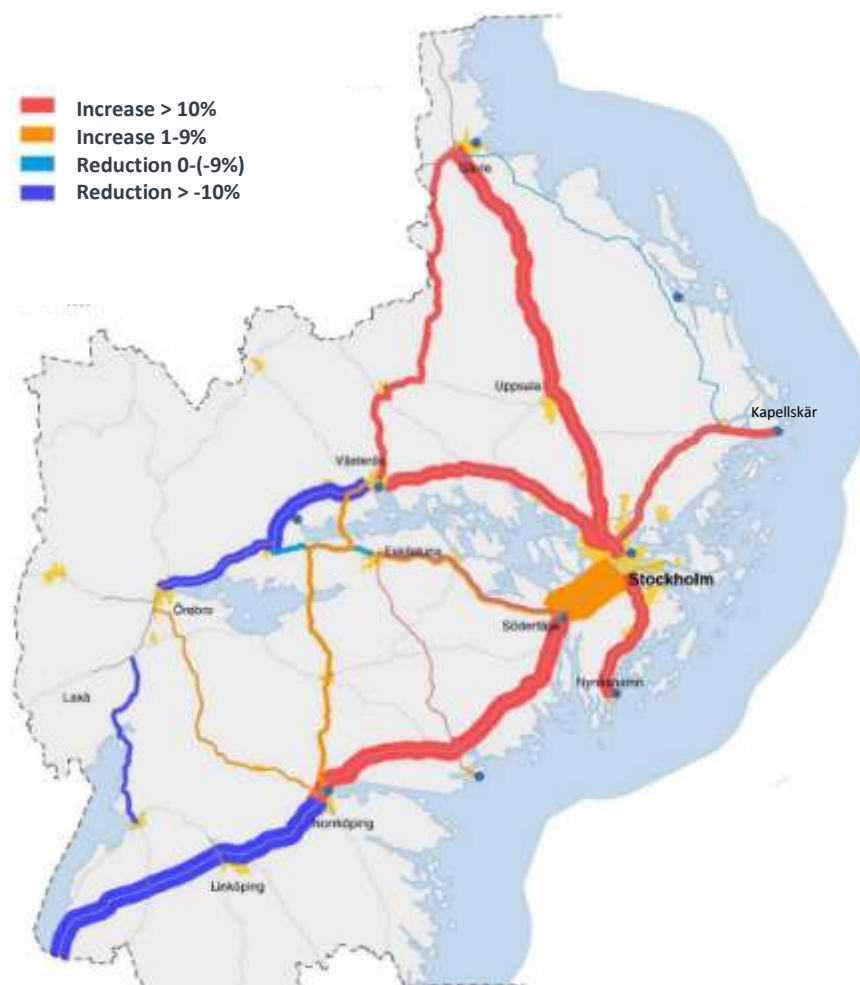 Increase > 10%
Increase 1-9%
Reduction 0-(-9%)
Reduction > -10%
Gävle
Uppsala
Kapellskär
Västerås
Eskilstuna
Stockholm
Örebro
Södertälje
Laxå
Nynäshamn
Norrköping
Linköping